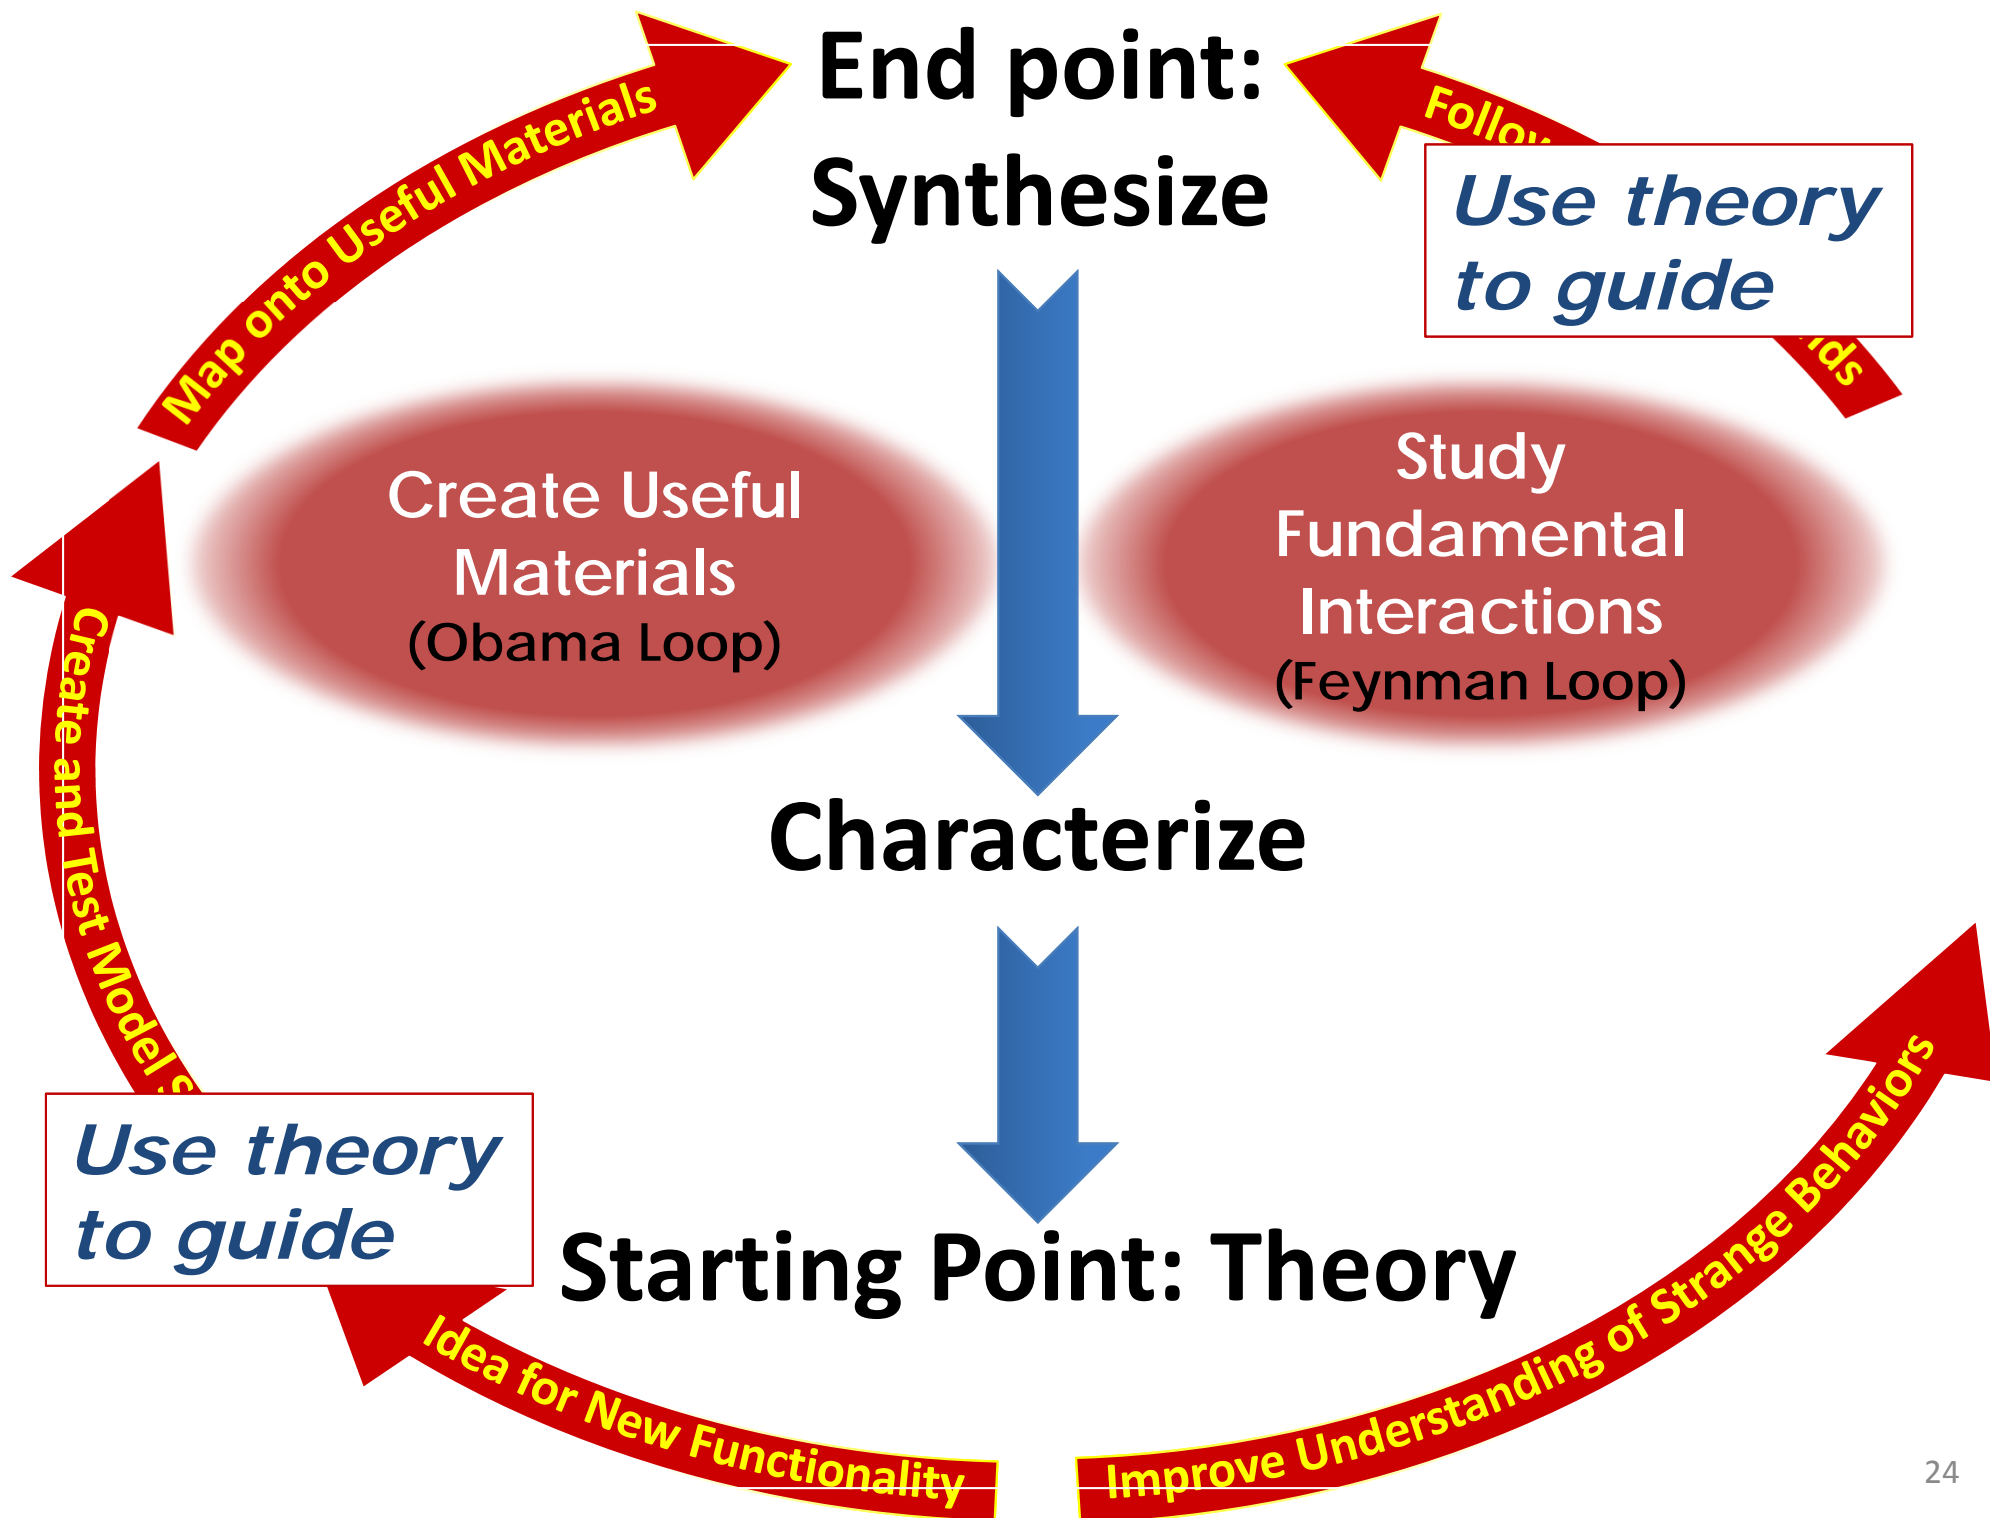 End point:
Synthesize
Map onto Useful Materials
Use theory
to guide
Create Useful
Materials
(Obama Loop)
Study
Fundamental
Interactions
(Feynman Loop)
Create and Test Model
Characterize
Use theory
to guide
Starting Point: Theory
Idea for New Functionality
Improve Understanding of Strange Behaviors
24